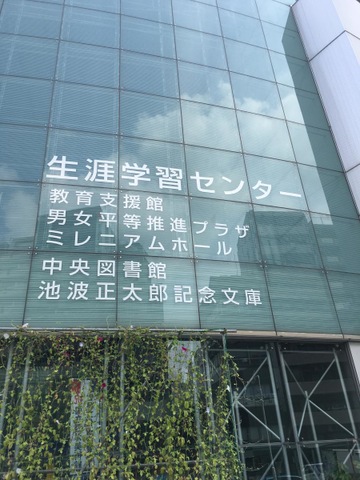 生涯学習センター
教育支援館
男女平等推進プラザ
ミレニアムホール
中央図書館
池波正太郎記念文庫